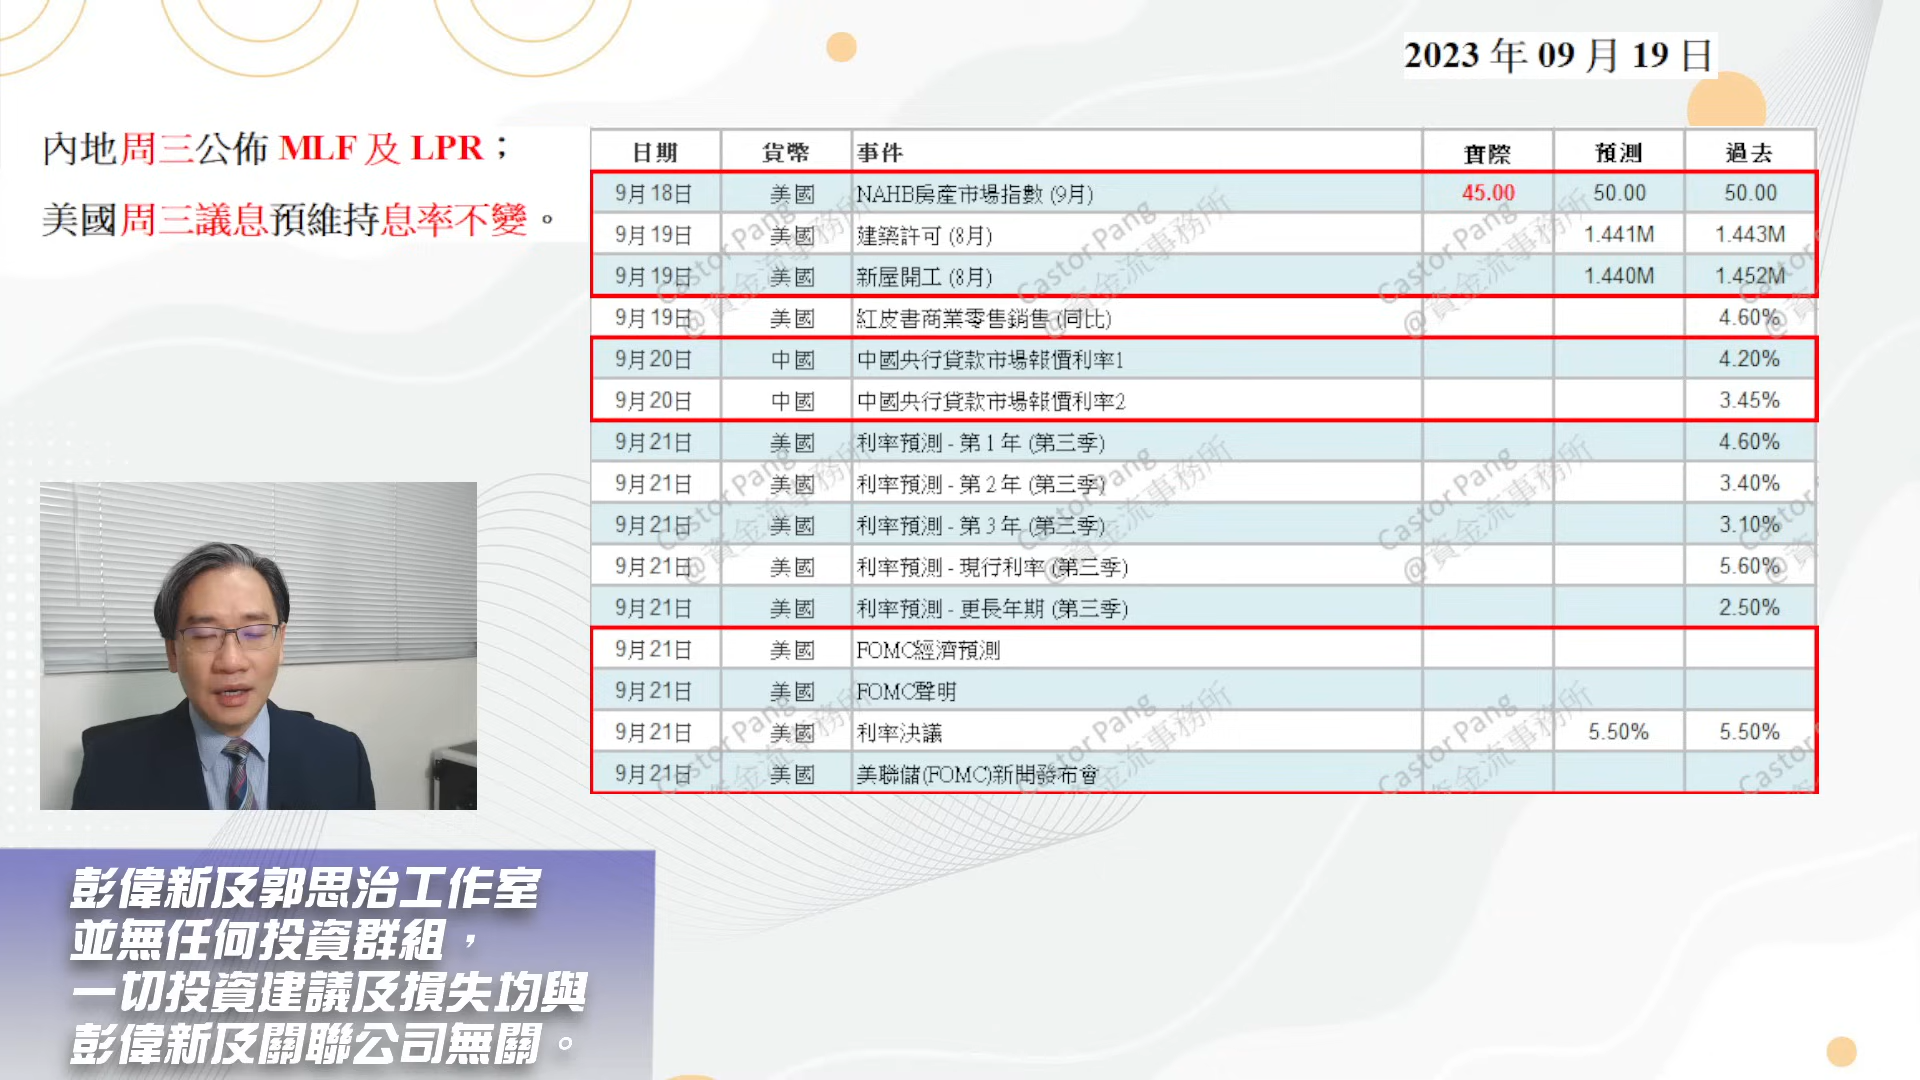 2023 年 09 月 19 日
內地周三公佈 MLF 及 LPR；
美國周三議息預維持息率不變。
日期 貨幣 事件 實際 預測 過去
9月18日 美國 NAHB房產市場指數 (9月) 45.00 50.00 50.00
9月19日 美國 建築許可 (8月) 1.441M 1.443M
9月19日 美國 新屋開工 (8月) 1.440M 1.452M
9月19日 美國 紅皮書商業零售銷售 (同比) 4.60%
9月20日 中國 中國央行貸款市場報價利率1 4.20%
9月20日 中國 中國央行貸款市場報價利率2 3.45%
9月21日 美國 利率預測 - 第 1 年 (第三季) 4.60%
9月21日 美國 利率預測 - 第 2 年 (第三季) 3.40%
9月21日 美國 利率預測 - 第 3 年 (第三季) 3.10%
9月21日 美國 利率預測 - 現行利率 (第三季) 5.60%
9月21日 美國 利率預測 - 更長年期 (第三季) 2.50%
9月21日 美國 FOMC經濟預測
9月21日 美國 FOMC聲明
9月21日 美國 利率決議 5.50% 5.50%
9月21日 美國 美聯儲(FOMC)新聞發布會
Castor Pang
@資金流事務所
彭偉新及郭思治工作室
並無任何投資群組，
一切投資建議及損失均與
彭偉新及關聯公司無關。